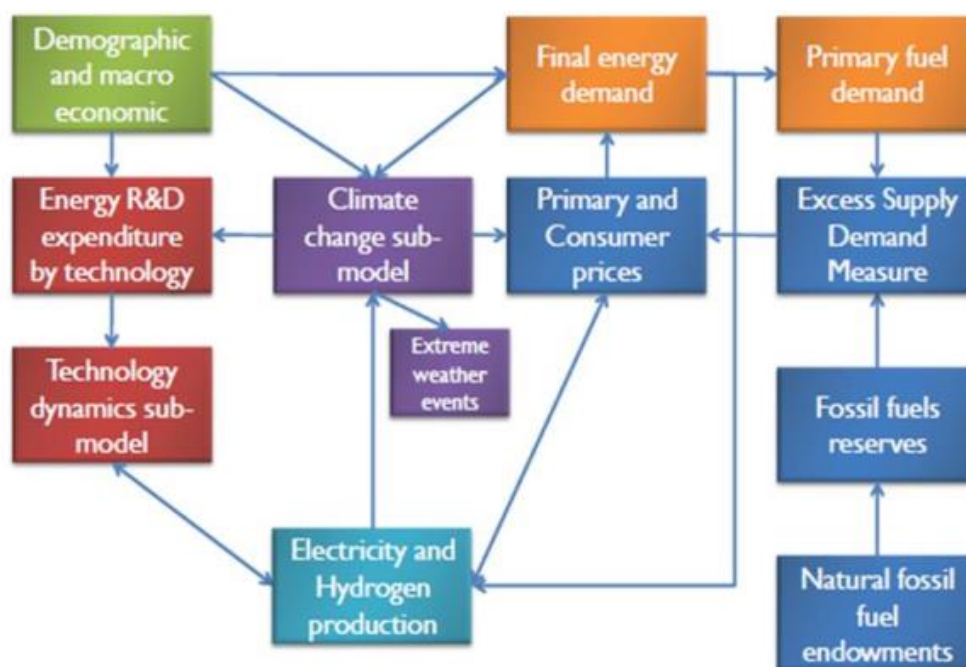 Demographic
and macro
economic
Final energy
demand
Primary fuel
demand
Energy R&D
expenditure
by technology
Climate
change sub-
model
Primary and
Consumer
prices
Excess Supply
Demand
Measure
Technology
dynamics sub-
model
Extreme
weather
events
Fossil fuels
reserves
Electricity and
Hydrogen
production
Natural fossil
fuel
endowments